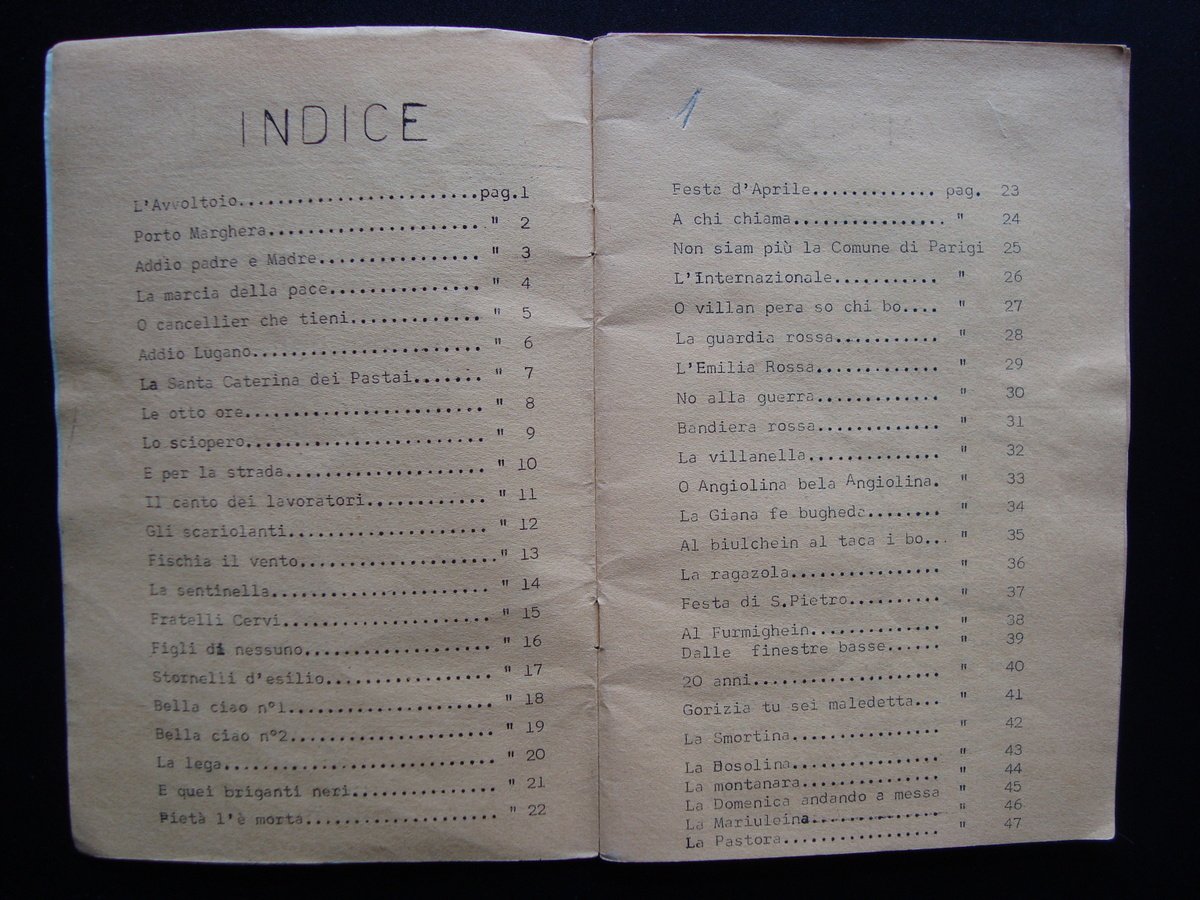 INDICE
L'Avvoltoio........................pag.1
Porto Marghera..................... " 2
Addio padre e Madre................ " 3
La marcia della pace............... " 4
O cancellier che tieni............. " 5
Addio Lugano....................... " 6
La Santa Caterina dei Pastai....... " 7
Le otto ore........................ " 8
Lo sciopero........................ " 9
E per la strada.................... " 10
Il canto dei lavoratori............ " 11
Gli scariolanti.................... " 12
Fischia il vento...................." 13
La sentinella...................... " 14
Fratelli Cervi..................... " 15
Figli di nessuno................... " 16
Stornelli d'esilio................. " 17
Bella ciao n°1..................... " 18
Bella ciao n°2..................... " 19
La lega............................ " 20
E quei briganti neri............... " 21
Pietà l'è morta.................... " 22
1
Festa d'Aprile............. pag. 23
A chi chiama................ " 24
Non siam più la Comune di Parigi 25
L'Internazionale........... " 26
O villan pera so chi bo.... " 27
La guardia rossa........... " 28
L'Emilia Rossa............. " 29
No alla guerra............. " 30
Bandiera rossa............. " 31
La villanella.............. " 32
O Angiolina bela Angiolina. " 33
La Giana fe bugheda........ " 34
Al biulchein al taca i bo... " 35
La ragazola................ " 36
Festa di S.Pietro.......... " 37
Al Furmighein.............. " 38
Dalle finestre basse...... " 39
20 anni.................... " 40
Gorizia tu sei maledetta... " 41
La Smortina................ " 42
La Bosolina................ " 43
La montanara............... " 44
La Domenica andando a messa " 45
La Mariuleina.............. " 46
La Pastora................. " 47